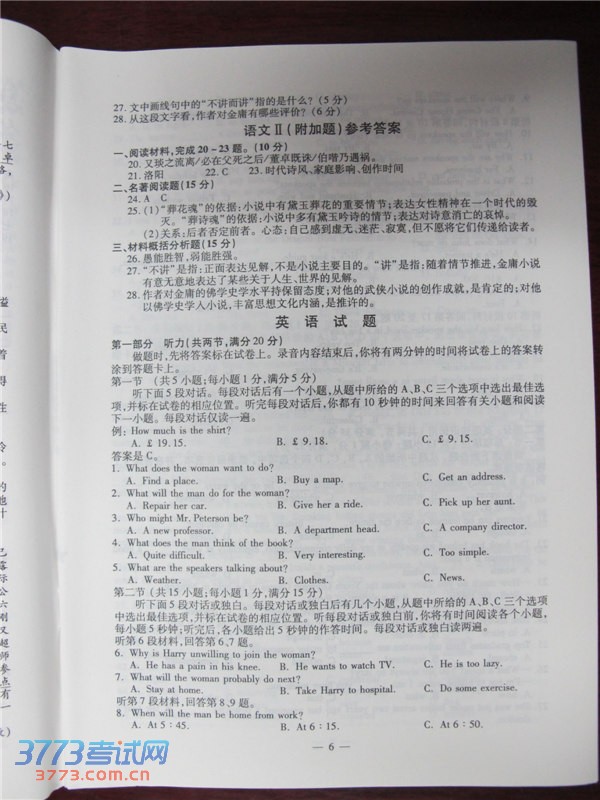 27. 文中画线句中的“不讲而讲”指的是什么? (5 分)
28. 从这段文字看,作者对金庸有哪些评价? (6 分)
语文Ⅱ(附加题)参考答案
一、阅读材料,完成 20～23 题。(10 分)
20. 又琰之流离/必在父死之后/董卓既诛/伯喈乃遇祸。
21. 洛阳 22. C 23. 时代诗风、家庭影响、创作时间
二、名著阅读题(15 分)
24. A C
25. (1)“葬花魂”的依据:小说中有黛玉葬花的重要情节;表达女性精神在一个时代的毁
灭。“葬诗魂”的依据:小说中多有黛玉吟诗的情节;表达对诗意消亡的哀悼。
(2)关系:后者否定前者。心态:自己感到虚无、迷茫、寂寞,但不愿将它们传递给读者。
三、材料概括分析题(15 分)
26. 愚能胜智,弱能胜强。
27. “不讲”是指:正面表达见解,不是小说主要目的。“讲”是指:随着情节推进,金庸小说
有意无意地表达了某些关于人生、世界的见解。
28. 作者对金庸的佛学史学水平持保留态度;对他的武侠小说的创作成就,是肯定的;对他
以佛学史学入小说,丰富思想文化内涵,是推许的。
英 语 试 题
第一部分 听力(共两节,满分 20 分)
做题时,先将答案标在试卷上。录音内容结束后,你将有两分钟的时间将试卷上的答案转
涂到答题卡上。
第一节 (共 5 小题;每小题 1 分,满分 5 分)
听下面 5 段对话。每段对话后有一个小题,从题中所给的 A、B、C 三个选项中选出最佳选
项,并标在试卷的相应位置。听完每段对话后,你都有 10 秒钟的时间来回答有关小题和阅读
下一小题。每段对话仅读一遍。
例: How much is the shirt?
A. £ 19.15. B. £ 9.18. C. £ 9.15.
答案是 C。
1. What does the woman want to do?
A. Find a place. B. Buy a map. C. Get an address.
2. What will the man do for the woman?
A. Repair her car. B. Give her a ride. C. Pick up her aunt.
3. Who might Mr. Peterson be?
A. A new professor. B. A department head. C. A company director.
4. What does the man think of the book?
A. Quite difficult. B. Very interesting. C. Too simple.
5. What are the speakers talking about?
A. Weather. B. Clothes. C. News.
第二节 (共 15 小题;每小题 1 分,满分 15 分)
听下面 5 段对话或独白。每段对话或独白后有几个小题,从题中所给的 A、B、C 三个选项
中选出最佳选项,并标在试卷的相应位置。听每段对话或独白前,你将有时间阅读各个小题,
每小题 5 秒钟;听完后,各小题给出 5 秒钟的作答时间。每段对话或独白读两遍。
听第 6 段材料,回答第 6、7 题。
6. Why is Harry unwilling to join the woman?
A. He has a pain in his knee. B. He wants to watch TV. C. He is too lazy.
7. What will the woman probably do next?
A. Stay at home. B. Take Harry to hospital. C. Do some exercise.
听第 7 段材料,回答第 8、9 题。
8. When will the man be home from work?
A. At 5∶45. B. At 6∶15. C. At 6∶50.
— 6 —
3773考试网
3773.com.cn